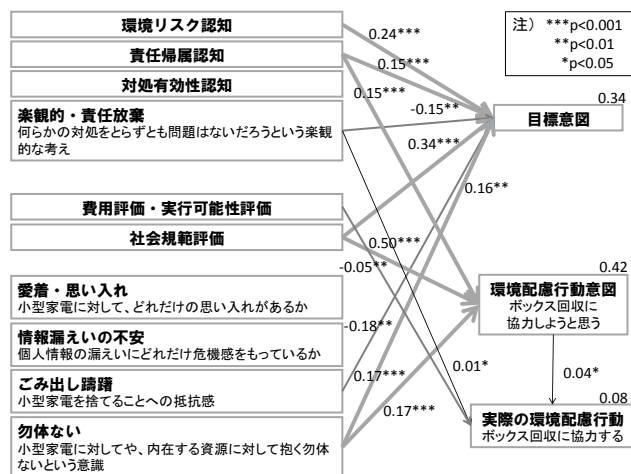 環境リスク認知
責任帰属認知
対処有効性認知
楽観的・責任放棄
何らかの対処をとらずとも問題はないだろうという楽観
的な考え
費用評価・実行可能性評価
社会規範評価
愛着・思い入れ
小型家電に対して、どれだけの思い入れがあるか
情報漏えいの不安
個人情報の漏えいにどれだけ危機感をもっているか
ごみ出し躊躇
小型家電を捨てることへの抵抗感
勿体ない
小型家電に対してや、内在する資源に対して抱く勿体
ないという意識
0.24***
0.15***
0.15***
-0.15**
0.34***
0.16**
0.50***
-0.05**
-0.18**
0.17***
0.01*
0.17***
0.04*
注） ***p<0.001
**p<0.01
*p<0.05
0.34
目標意図
0.42
環境配慮行動意図
ボックス回収に
協力しようと思う
0.08
実際の環境配慮行動
ボックス回収に協力する